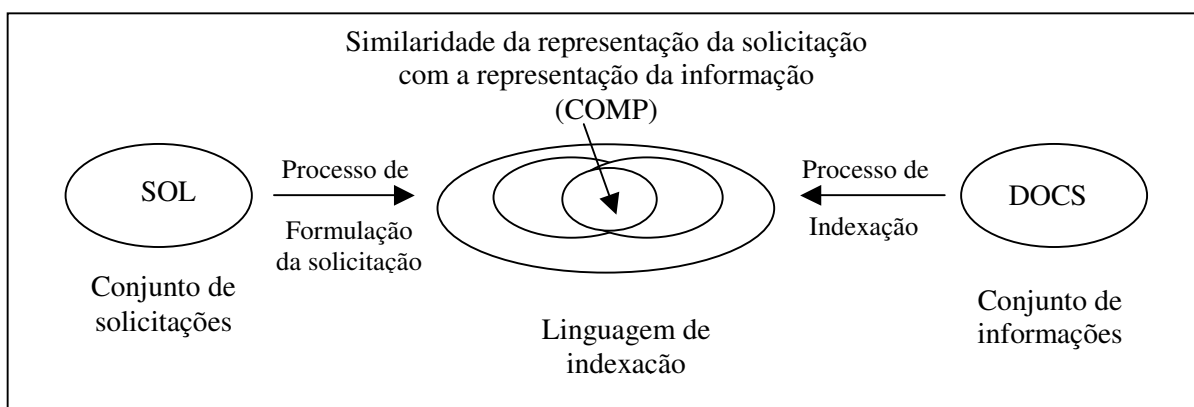 Similaridade da representação da solicitação
com a representação da informação
(COMP)
SOL
Processo de
Formulação
da solicitação
Conjunto de
solicitações
Linguagem de
indexacão
Processo de
Indexação
DOCS
Conjunto de
informações